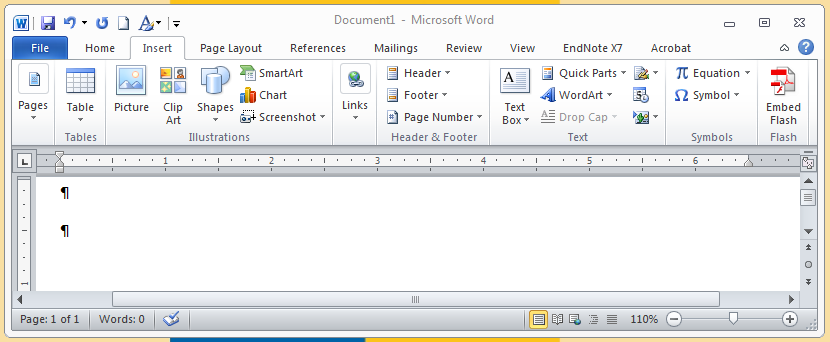 Document1 - Microsoft Word
File Home Insert Page Layout References Mailings Review View EndNote X7 Acrobat
Pages Table Picture Clip Art Shapes SmartArt Chart Screenshot Links Header Footer Page Number Text Box Quick Parts WordArt Drop Cap Equation Symbol Embed Flash
Tables Illustrations Header & Footer Text Symbols Flash
1 2 3 4 5 6
¶
¶
1
Page: 1 of 1 Words: 0 110%